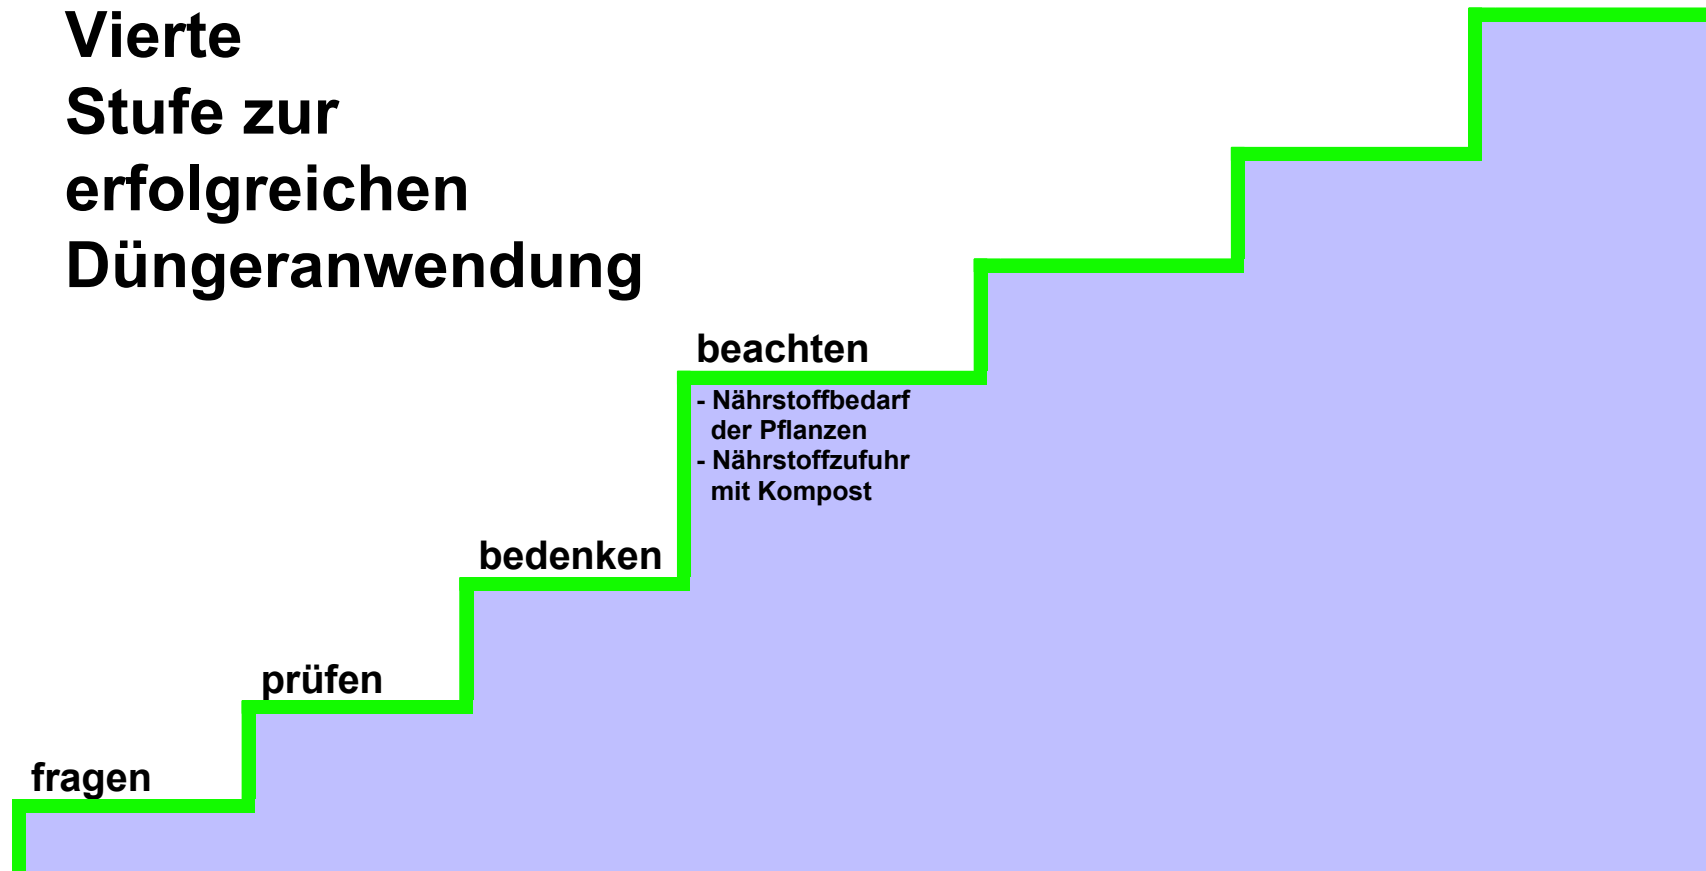 Vierte
Stufe zur
erfolgreichen
Düngeranwendung
beachten
- Nährstoffbedarf
der Pflanzen
- Nährstoffzufuhr
mit Kompost
bedenken
prüfen
fragen